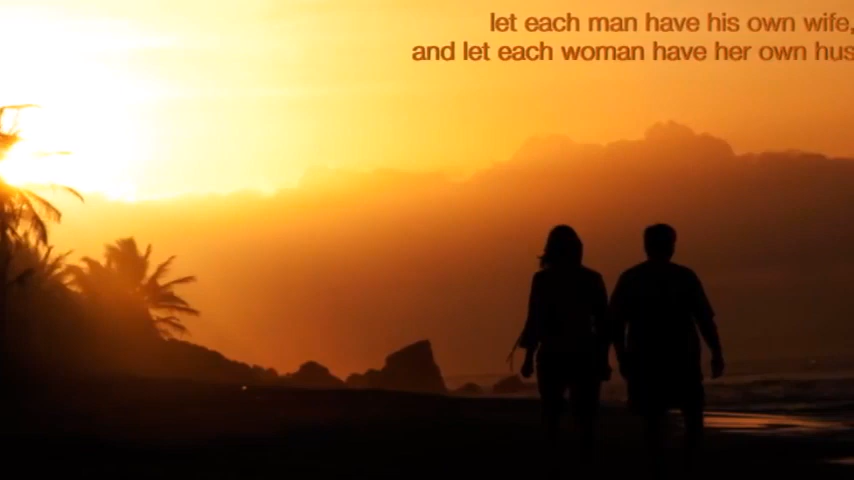 let each man have his own wife,
and let each woman have her own hus